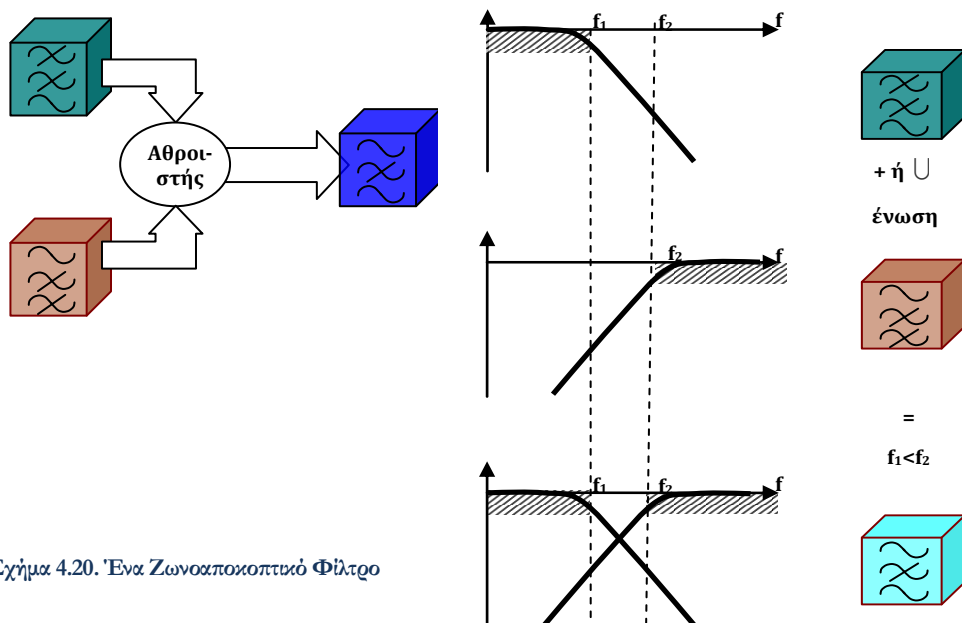 Αθροι-
στής
f₁ f₂ f
f₂ f
f₁ f₂ f
+ ή ∪
ένωση
=
f₁<f₂
Σχήμα 4.20. Ένα Ζωνοαποκοπτικό Φίλτρο